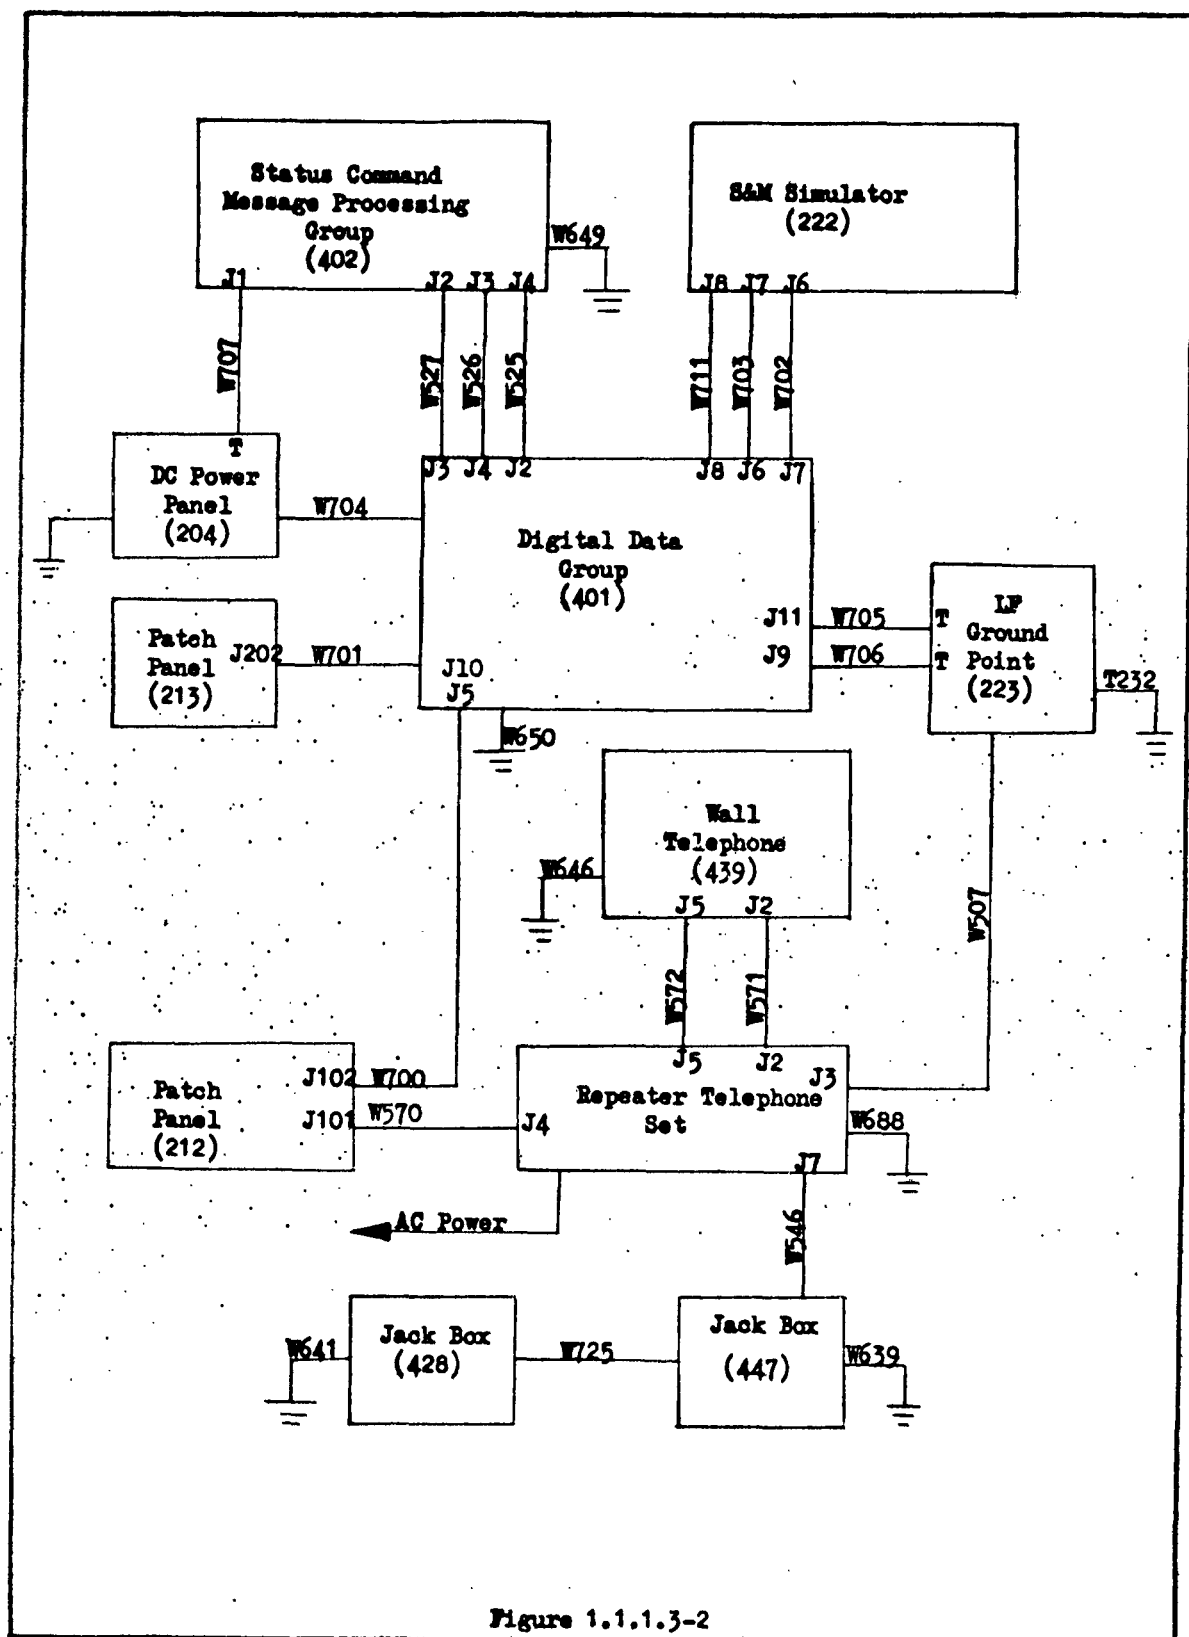 Status Command
Message Processing
Group
(402)
J1
J2
J3
J4
W649
S&M Simulator
(222)
J8
J7
J6
W707
W527
W526
W525
W711
W703
W702
T
DC Power
Panel
(204)
W704
J3
J4
J2
J8
J6
J7
Digital Data
Group
(401)
J11
J9
J10
J5
W705
W706
T
T
LF
Ground
Point
(223)
T232
Patch
Panel
(213)
J202
W701
W650
Wall
Telephone
(439)
J5
J2
W646
W507
W572
W571
Patch
Panel
(212)
J102
J101
W700
W570
J5
J2
J3
J4
Repeater Telephone
Set
J7
W688
AC Power
W546
W641
Jack Box
(428)
W725
Jack Box
(447)
W639
Figure 1.1.1.3-2